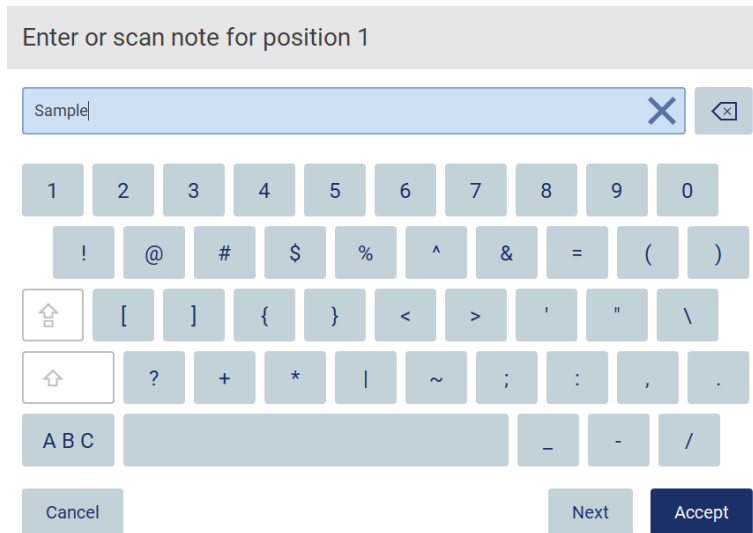 Enter or scan note for position 1
Sample
1 2 3 4 5 6 7 8 9 0
! @ # $ % ^ & = ( )
[ ] { } < > ' " \
? + * | ~ ; : , .
A B C _ - /
Cancel Next Accept